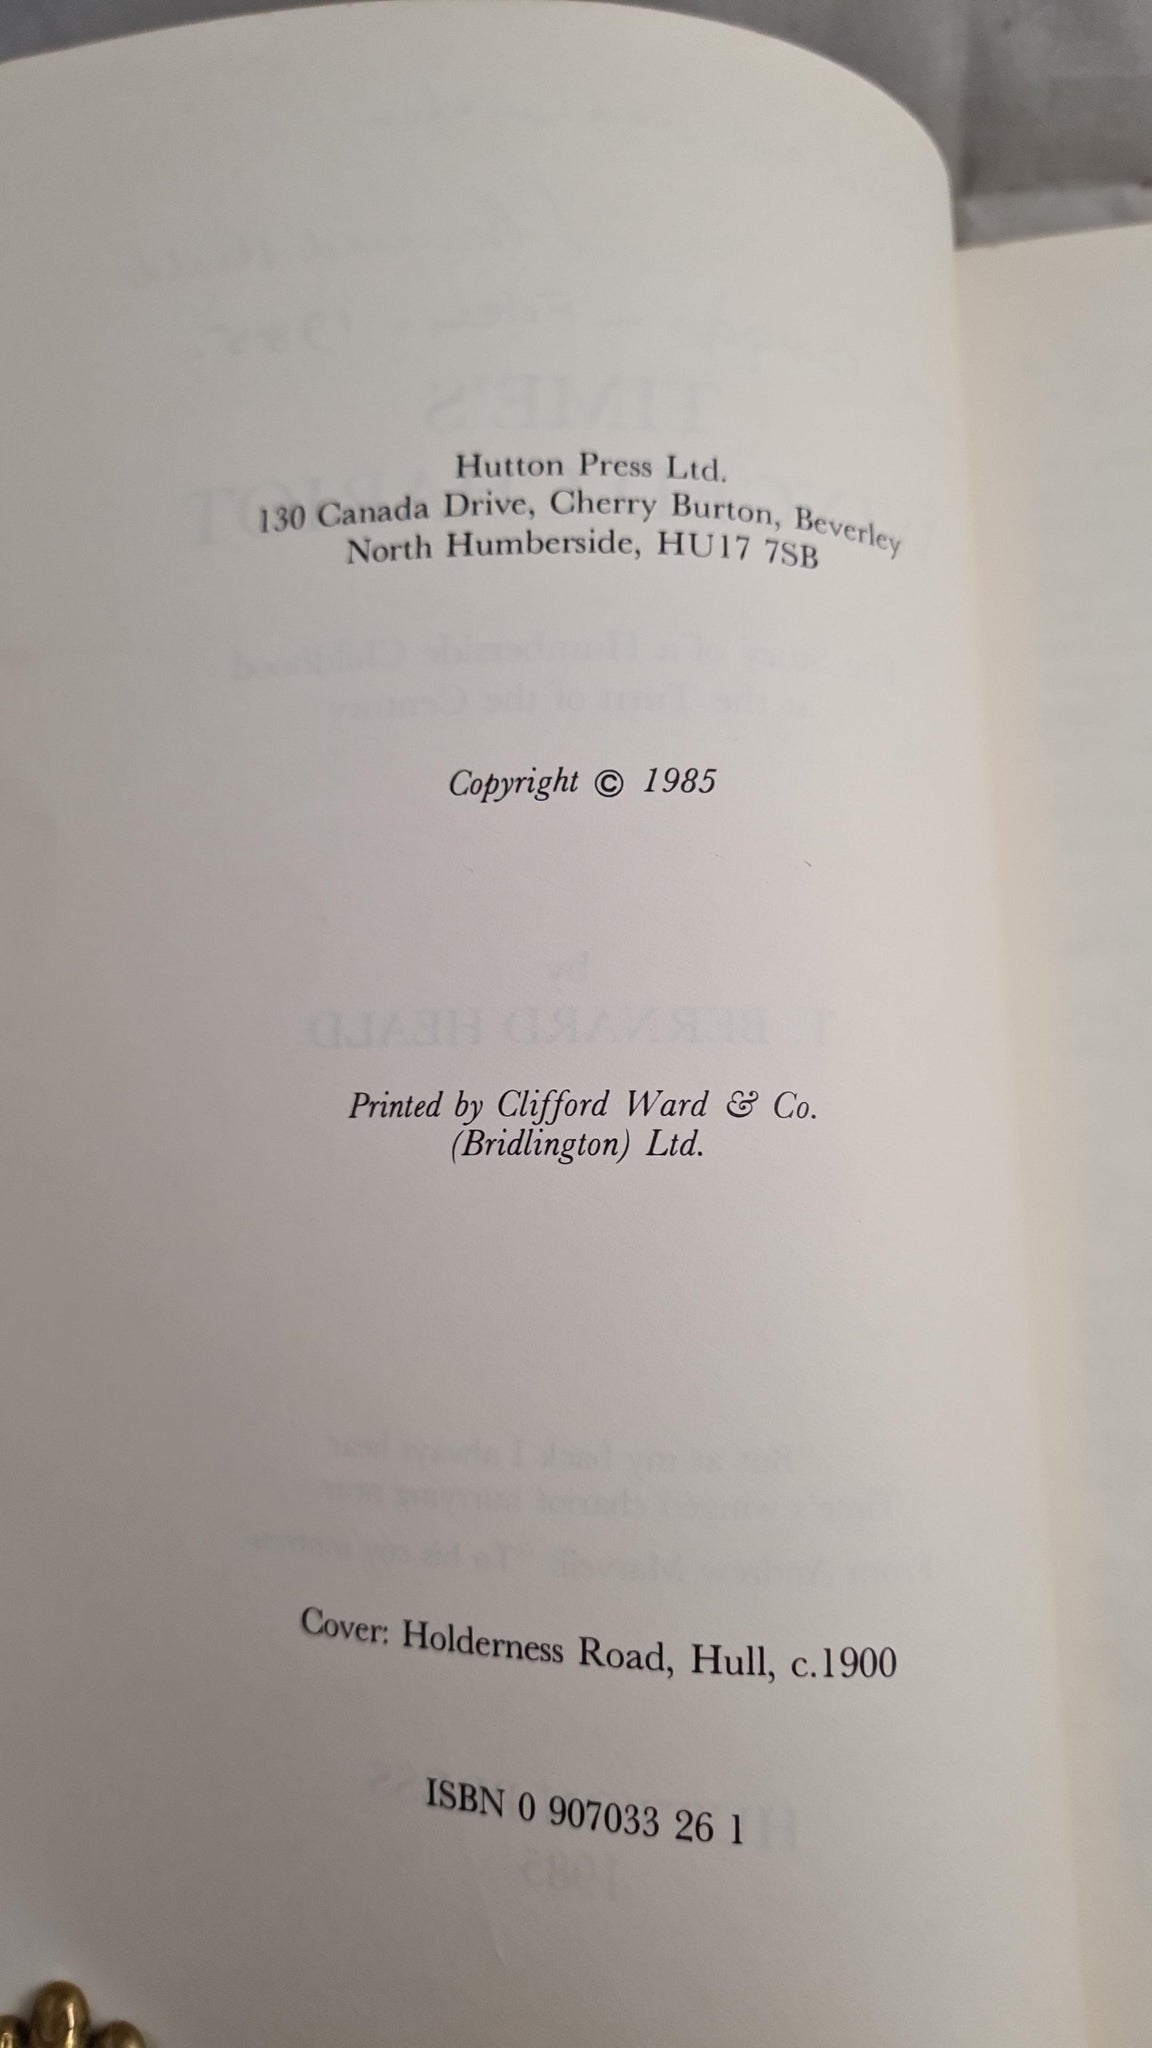 Hutton Press Ltd.
130 Canada Drive, Cherry Burton, Beverley
North Humberside, HU17 7SB
Copyright © 1985
Printed by Clifford Ward & Co.
(Bridlington) Ltd.
Cover: Holderness Road, Hull, c.1900
ISBN 0 907033 26 1